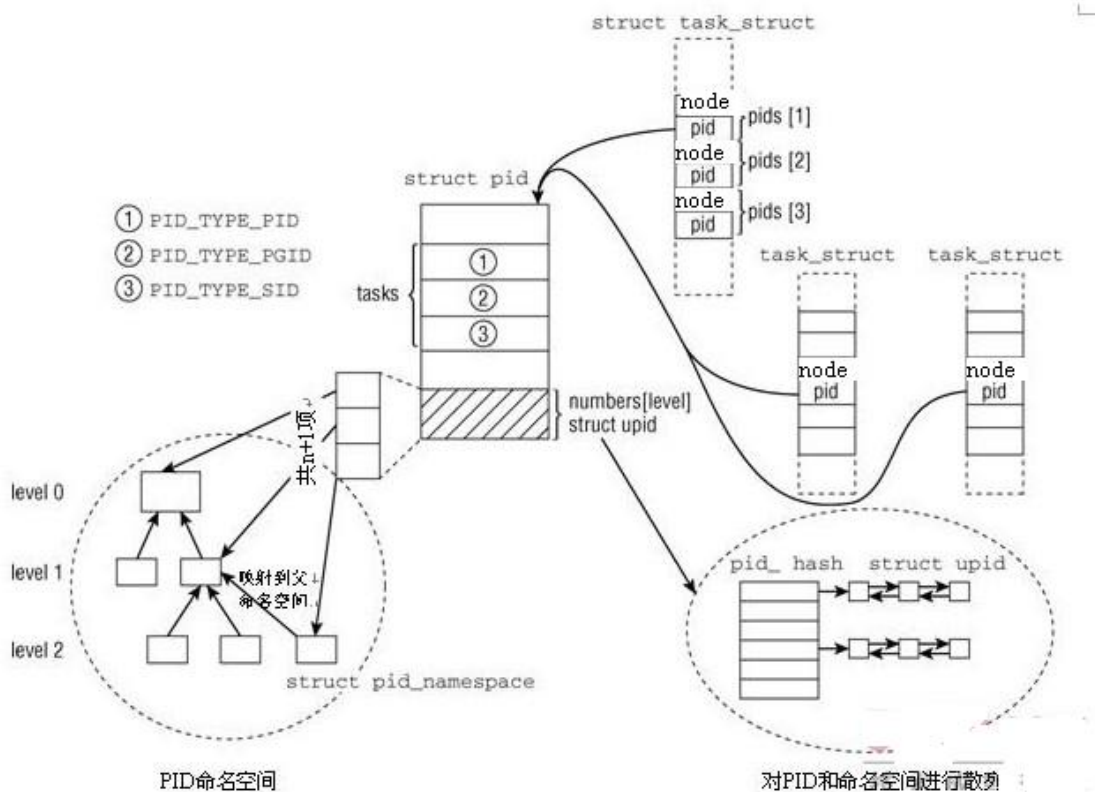 struct task_struct
node
pid
pids [1]
node
pid
pids [2]
node
pid
pids [3]
struct pid
① PID_TYPE_PID
② PID_TYPE_PGID
③ PID_TYPE_SID
tasks
①
②
③
task_struct
task_struct
node
pid
node
pid
numbers[level]
struct upid
共n+1项
level 0
level 1
level 2
映射到父
命名空间
struct pid_namespace
pid_ hash
struct upid
PID命名空间
对PID和命名空间进行散列